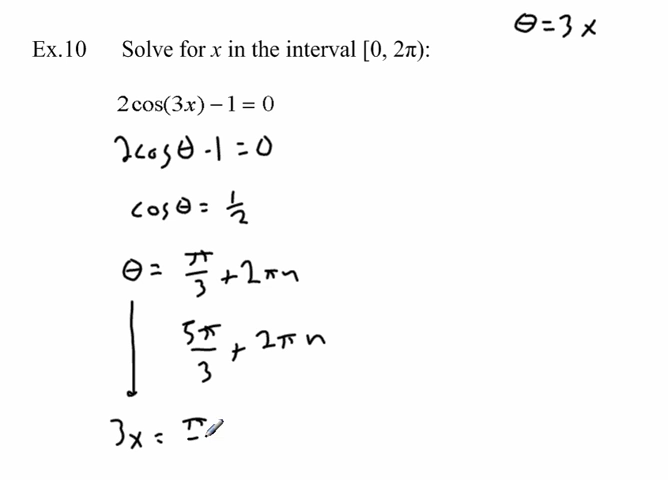 θ=3x
Ex.10 Solve for x in the interval [0, 2π):
2cos(3x)−1=0
2cosθ-1=0
cosθ=1/2
θ= π/3 +2πn
5π/3 + 2πn
3x= π